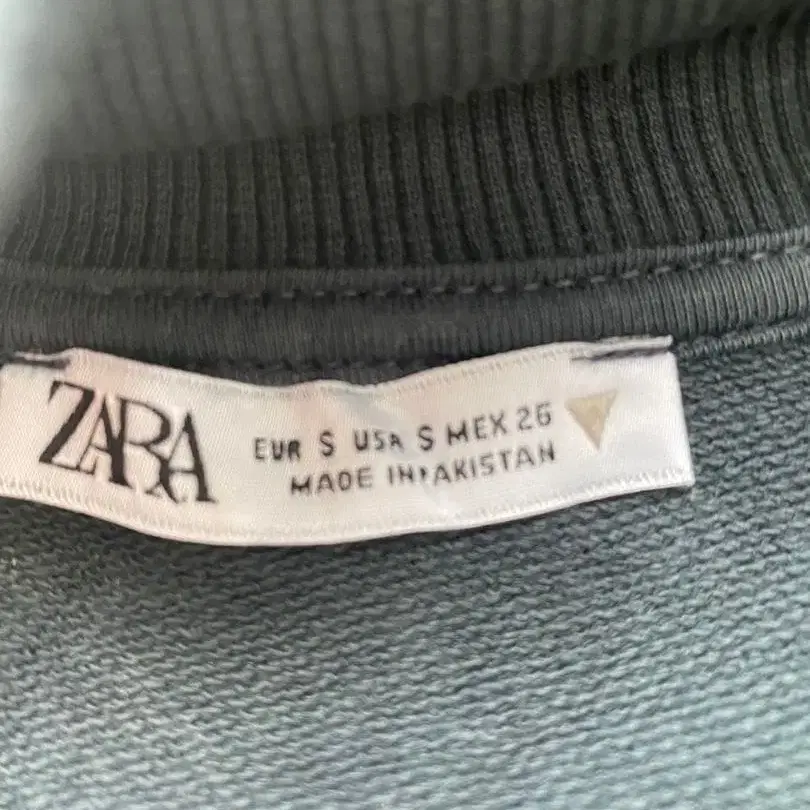 ZARA
EUR S USA S MEX 26
MADE IN PAKISTAN